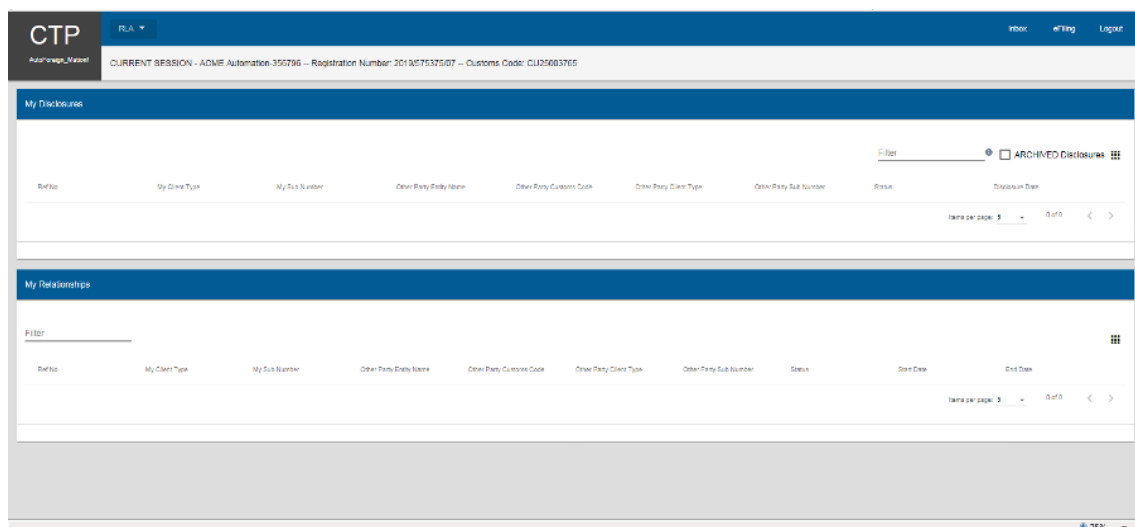 CTP
RLA
Inbox eFiling Logout
CURRENT SESSION - ACME Automation-356796 -- Registration Number: 2019/575375/07 -- Customs Code: CU25003765
My Disclosures
Filter ARCHIVED Disclosures
Ref No My Client Type My Sub Number Other Party Entity Name Other Party Customs Code Other Party Client Type Other Party Sub Number Status Disclosure Date
Items per page: 5 0 of 0
My Relationships
Filter
Ref No My Client Type My Sub Number Other Party Entity Name Other Party Customs Code Other Party Client Type Other Party Sub Number Status Start Date End Date
Items per page: 5 0 of 0
75%